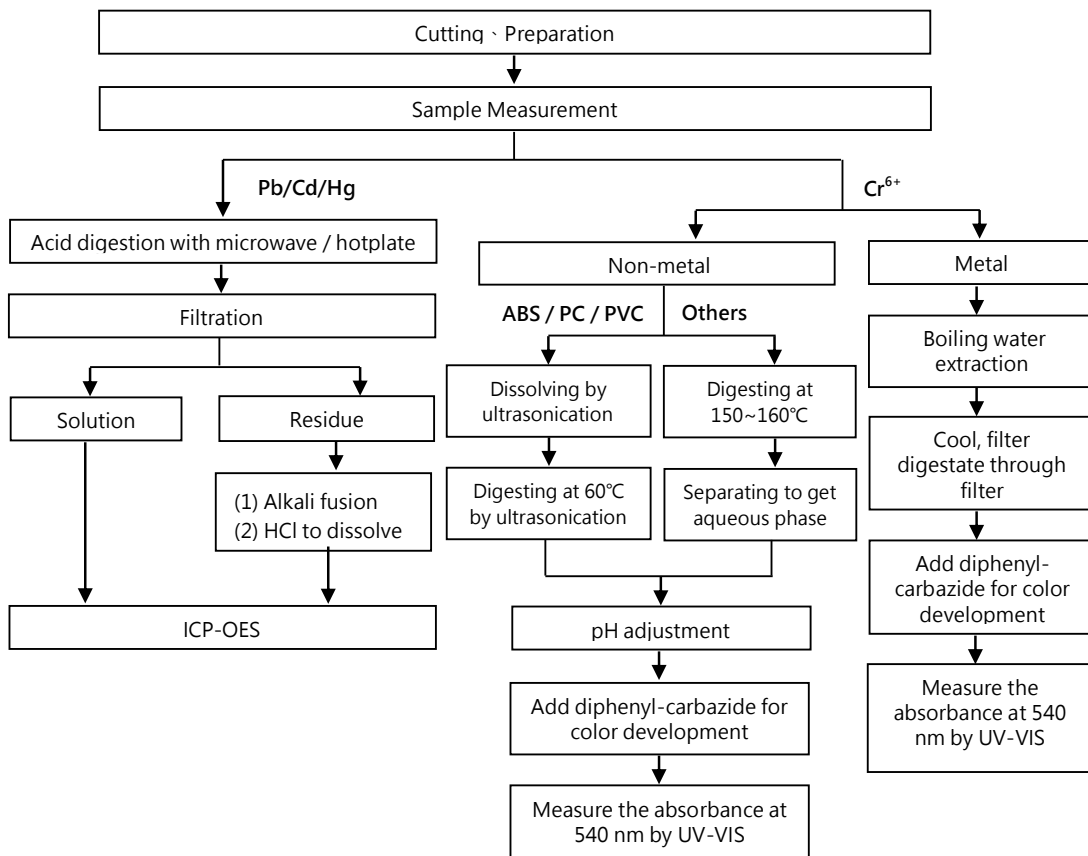 Cutting、Preparation
Sample Measurement
Pb/Cd/Hg
Cr6+
Acid digestion with microwave / hotplate
Filtration
Solution
Residue
(1) Alkali fusion
(2) HCl to dissolve
ICP-OES
Non-metal
ABS / PC / PVC
Others
Dissolving by
ultrasonication
Digesting at 60℃
by ultrasonication
Digesting at
150~160℃
Separating to get
aqueous phase
pH adjustment
Add diphenyl-carbazide for
color development
Measure the absorbance at
540 nm by UV-VIS
Metal
Boiling water
extraction
Cool, filter
digestate through
filter
Add diphenyl-
carbazide for color
development
Measure the
absorbance at 540
nm by UV-VIS